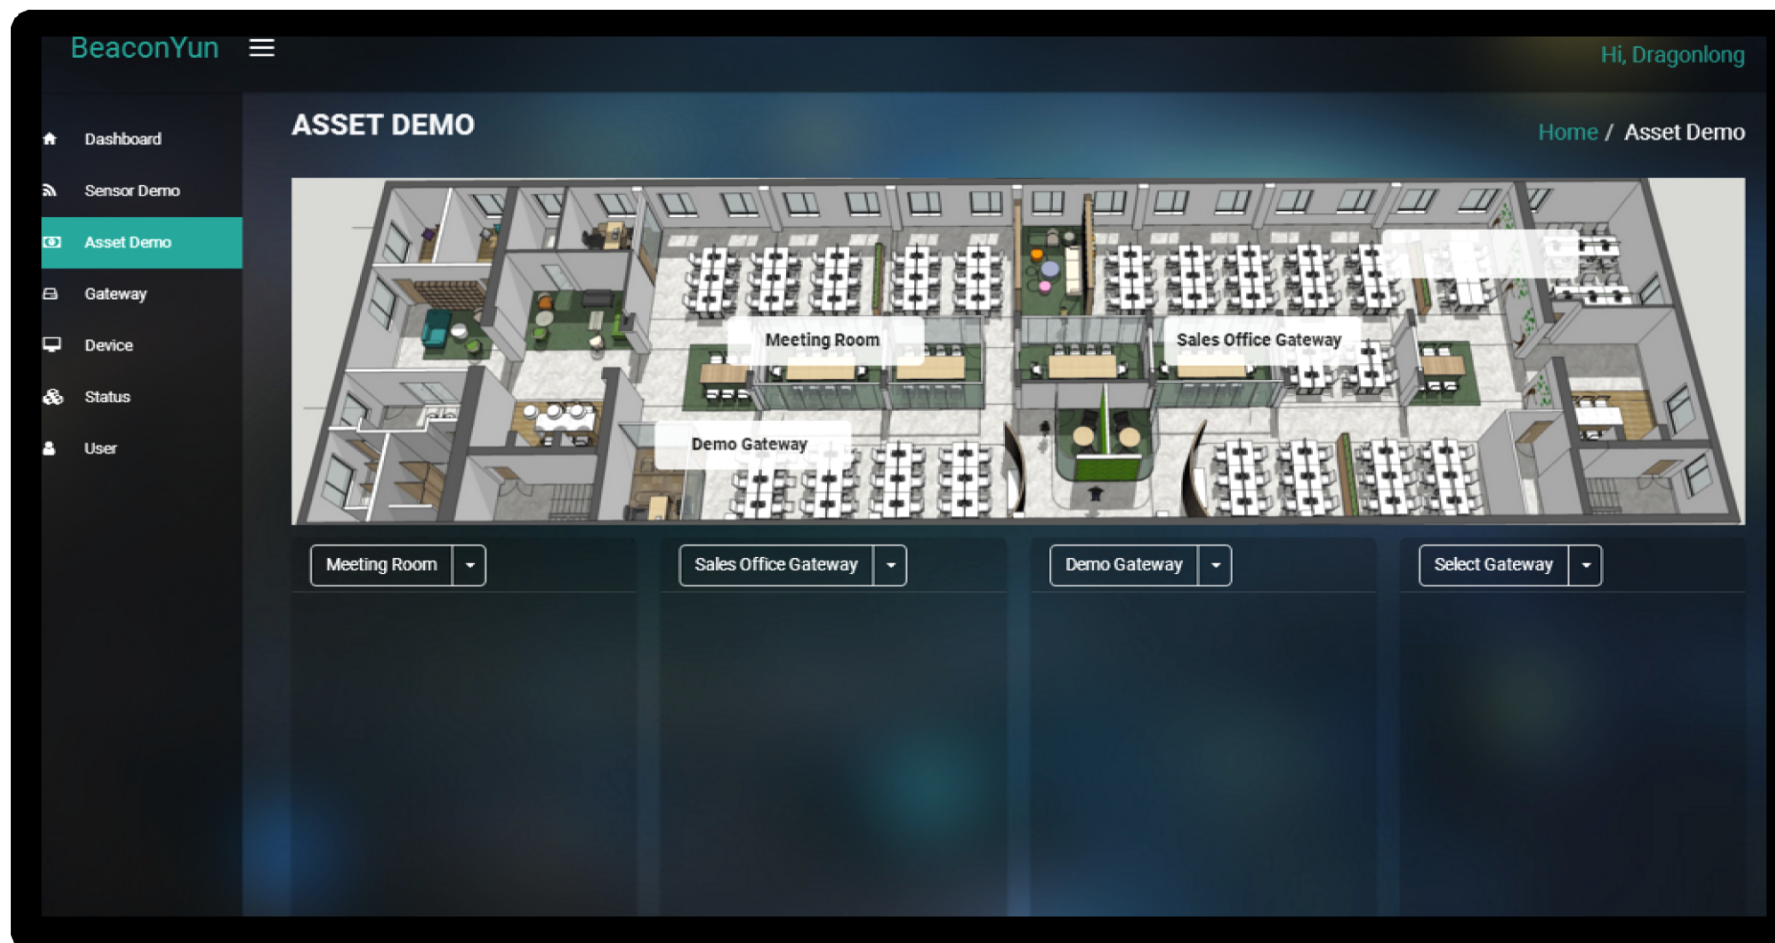 BeaconYun
Hi, Dragonlong
Dashboard
Sensor Demo
Asset Demo
Gateway
Device
Status
User
ASSET DEMO
Home / Asset Demo
Meeting Room
Sales Office Gateway
Demo Gateway
Meeting Room
Sales Office Gateway
Demo Gateway
Select Gateway